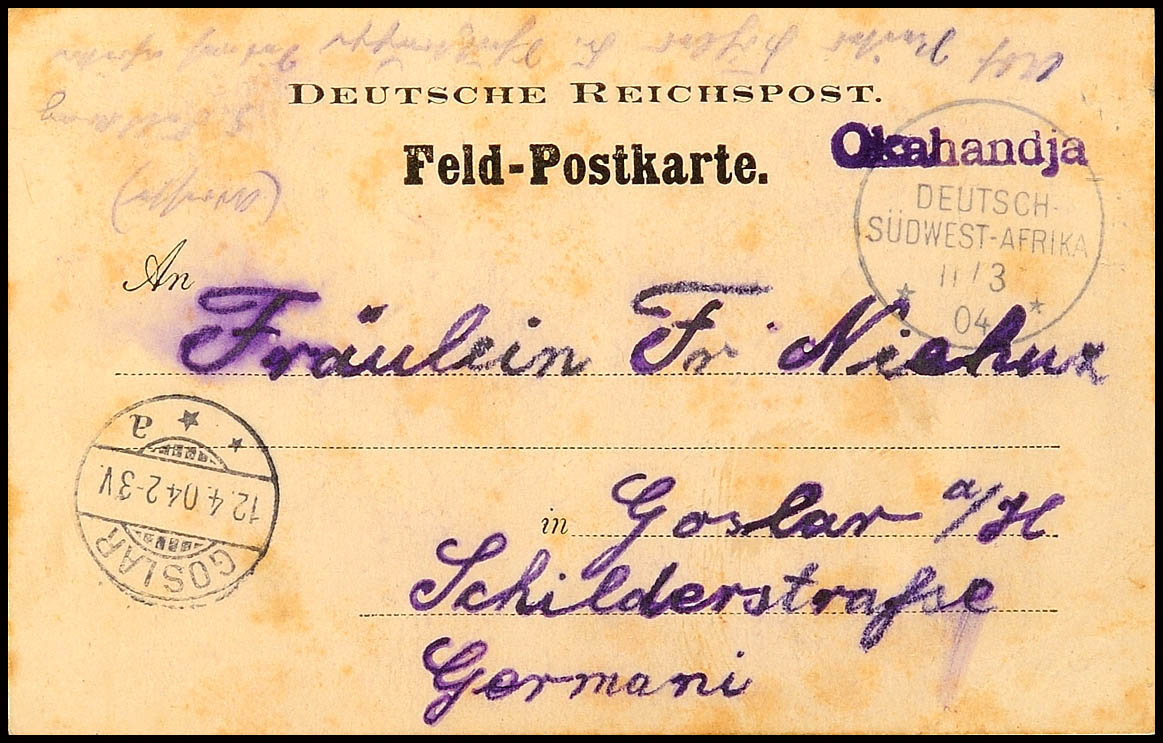 DEUTSCHE REICHSPOST.
Feld-Postkarte.
Okahandja
DEUTSCH-
SÜDWEST-AFRIKA
11/3
04
An Fräulein Fr Niehus
in Goslar a/H
Schilderstraße
Germani
GOSLAR
12.4.04 2-3V.
a